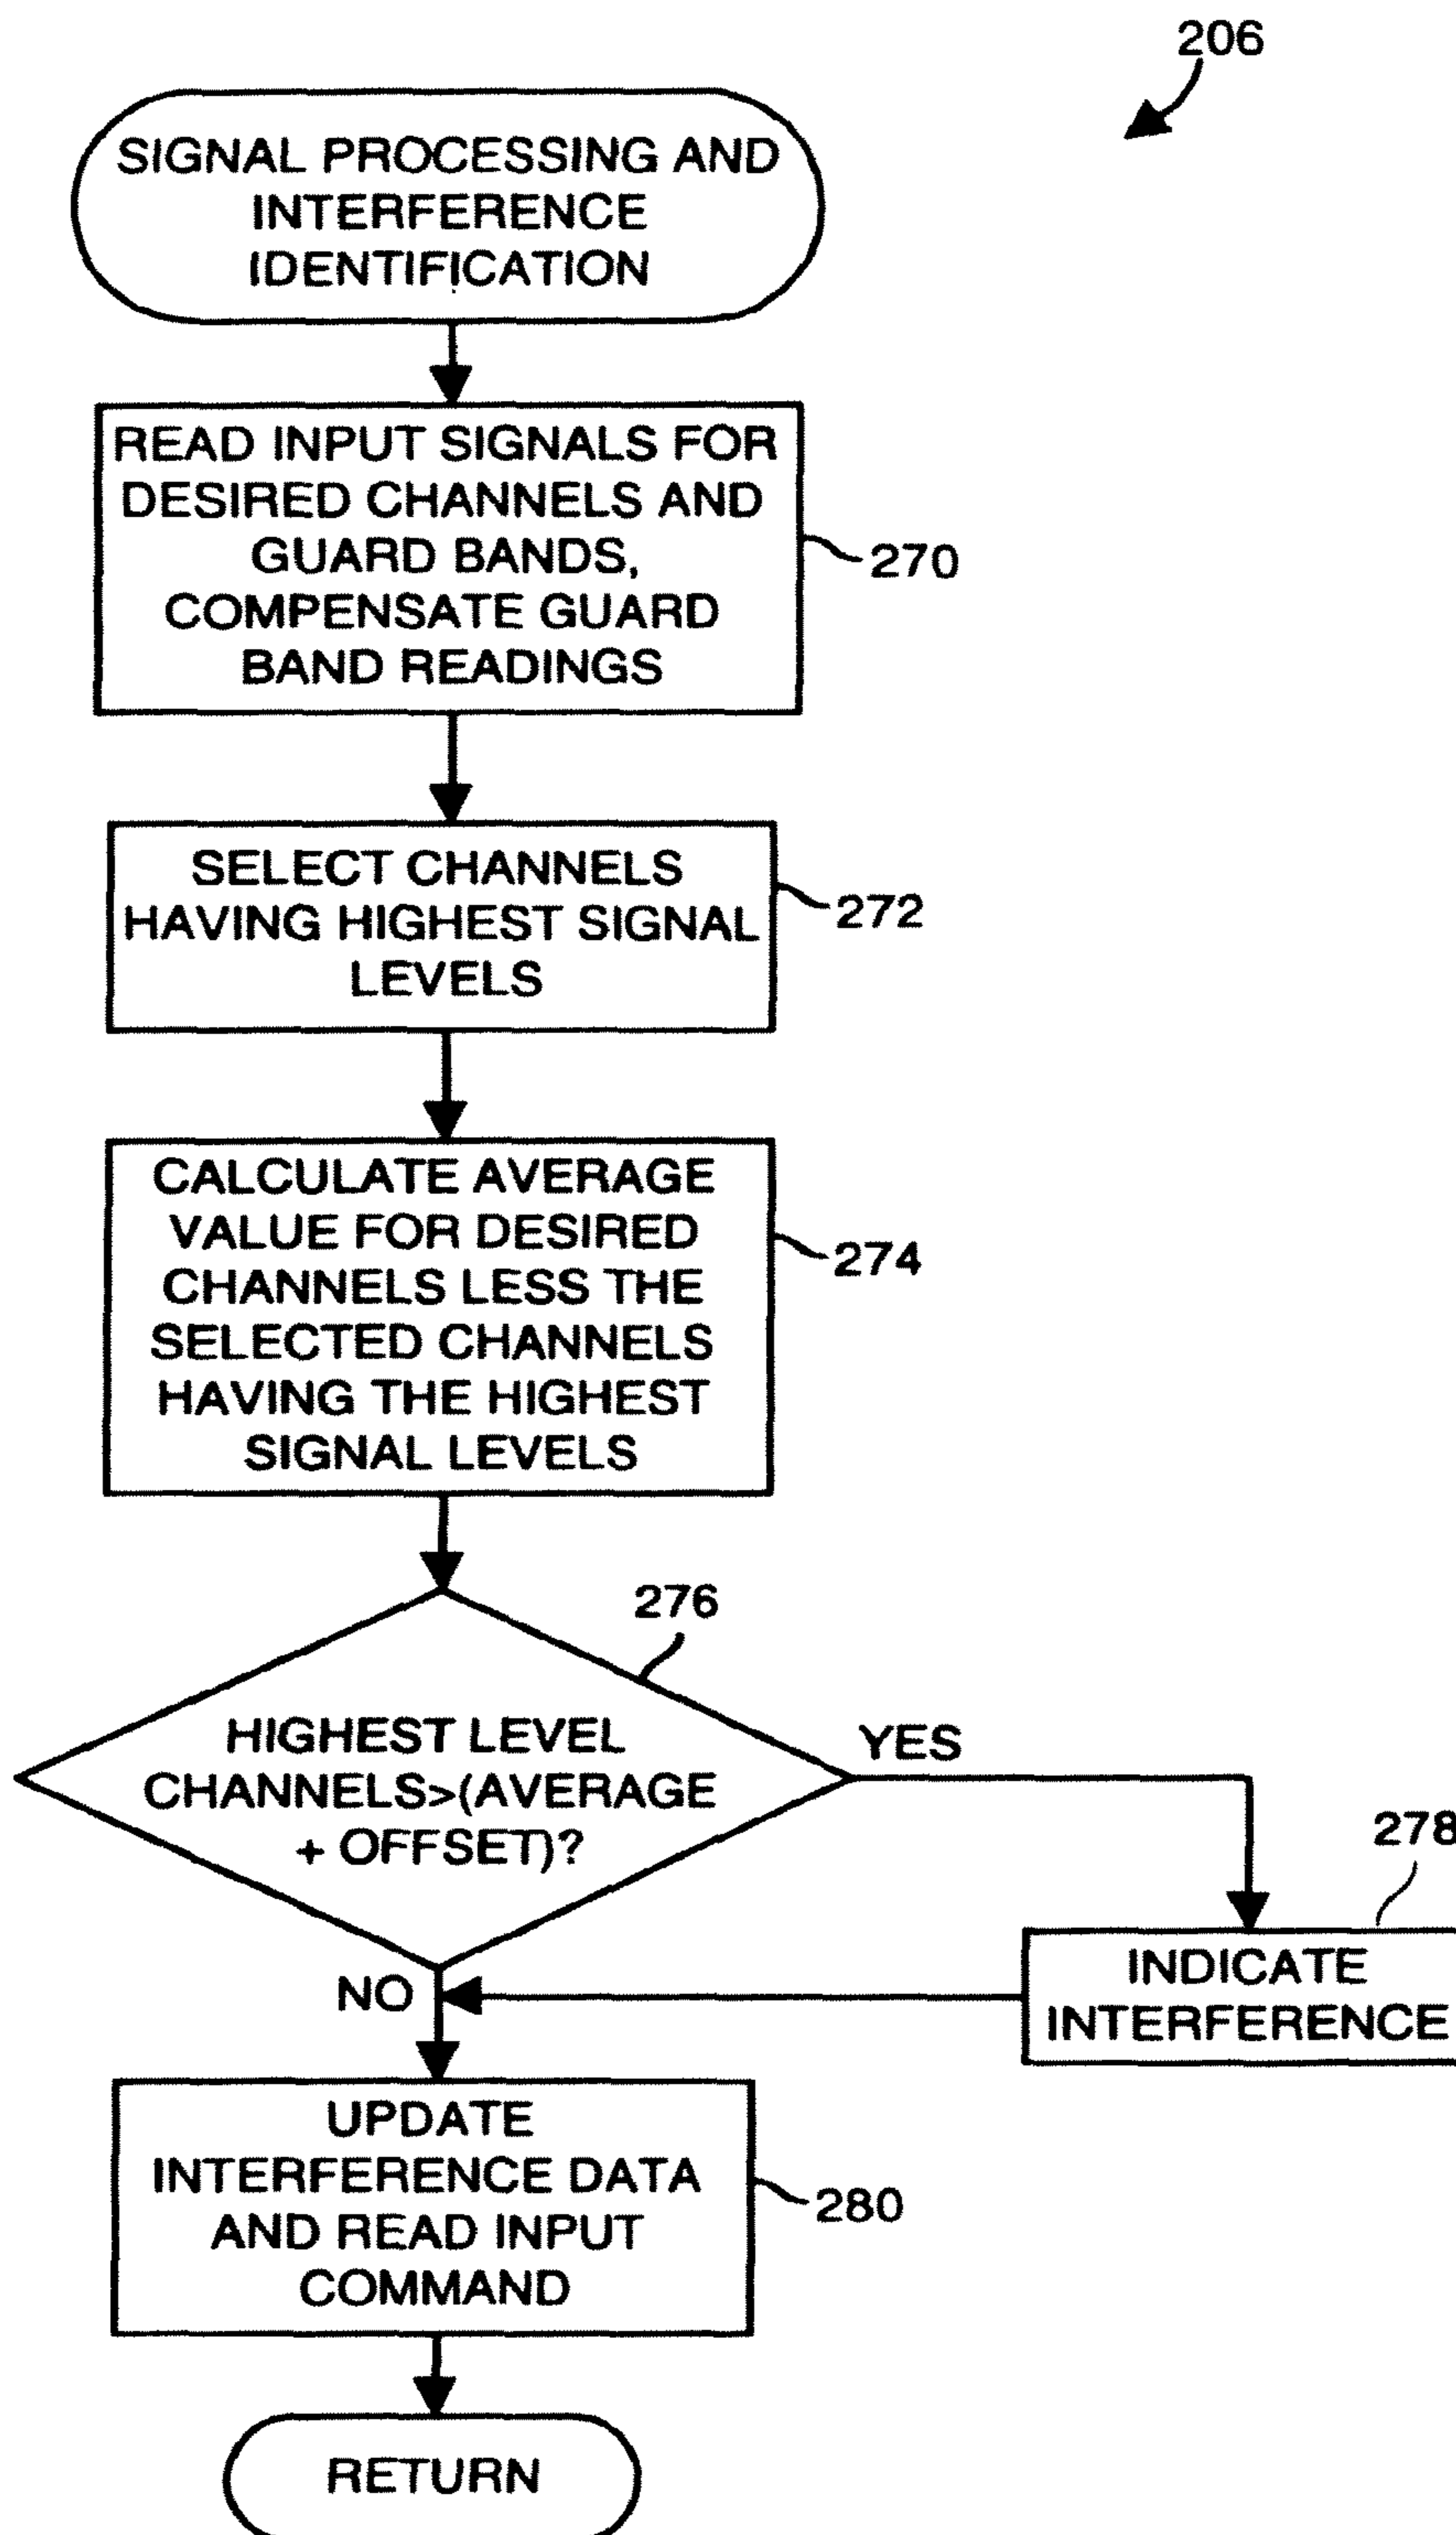 206
SIGNAL PROCESSING AND
INTERFERENCE
IDENTIFICATION
READ INPUT SIGNALS FOR
DESIRED CHANNELS AND
GUARD BANDS,
COMPENSATE GUARD
BAND READINGS
270
SELECT CHANNELS
HAVING HIGHEST SIGNAL
LEVELS
272
CALCULATE AVERAGE
VALUE FOR DESIRED
CHANNELS LESS THE
SELECTED CHANNELS
HAVING THE HIGHEST
SIGNAL LEVELS
274
276
HIGHEST LEVEL
CHANNELS>(AVERAGE
+ OFFSET)?
YES
278
INDICATE
INTERFERENCE
NO
UPDATE
INTERFERENCE DATA
AND READ INPUT
COMMAND
280
RETURN